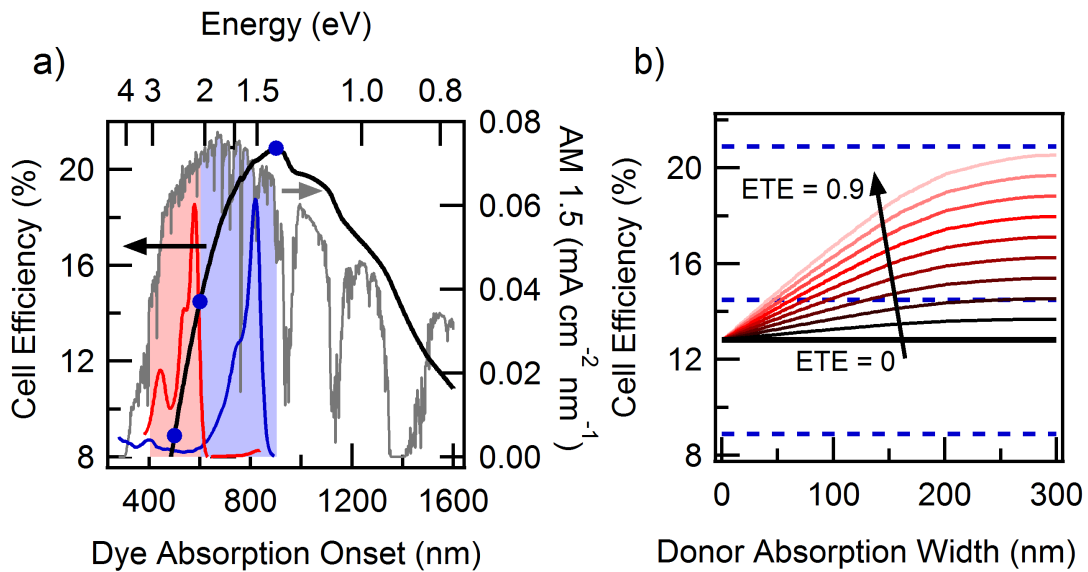 Energy (eV)
a)
4 3 2 1.5 1.0 0.8
Cell Efficiency (%)
20
16
12
8
0.08
0.06
0.04
0.02
0.00
AM 1.5 (mA cm-2 nm-1)
400 800 1200 1600
Dye Absorption Onset (nm)
b)
Cell Efficiency (%)
20
16
12
8
ETE = 0.9
ETE = 0
0 100 200 300
Donor Absorption Width (nm)